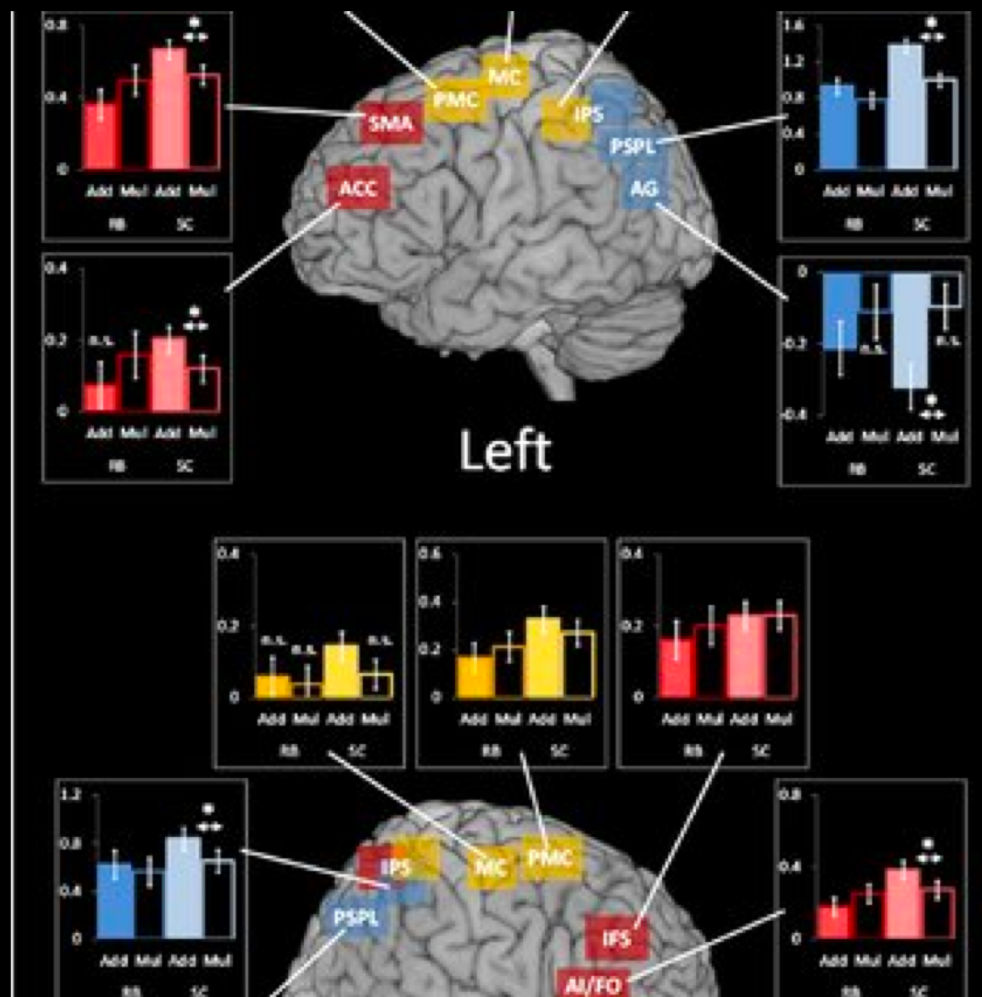 0.8
*
0.4
0
Add Mul Add Mul
RB SC
MC
PMC
SMA
IPS
PSPL
ACC
AG
1.6
*
1.2
0.8
0.4
0
Add Mul Add Mul
RB SC
0.4
*
n.s.
0.2
0
Add Mul Add Mul
RB SC
0
n.s.
-0.2
n.s.
*
-0.4
Add Mul Add Mul
RB SC
Left
0.4
0.2
n.s. n.s. n.s.
0
Add Mul Add Mul
RB SC
0.6
0.4
0.2
0
Add Mul Add Mul
RB SC
0.4
0.2
0
Add Mul Add Mul
RB SC
1.2
*
0.8
0.4
0
Add Mul Add Mul
RB SC
IPS
MC
PMC
PSPL
IFS
AI/FO
0.8
*
0.4
0
Add Mul Add Mul
RB SC